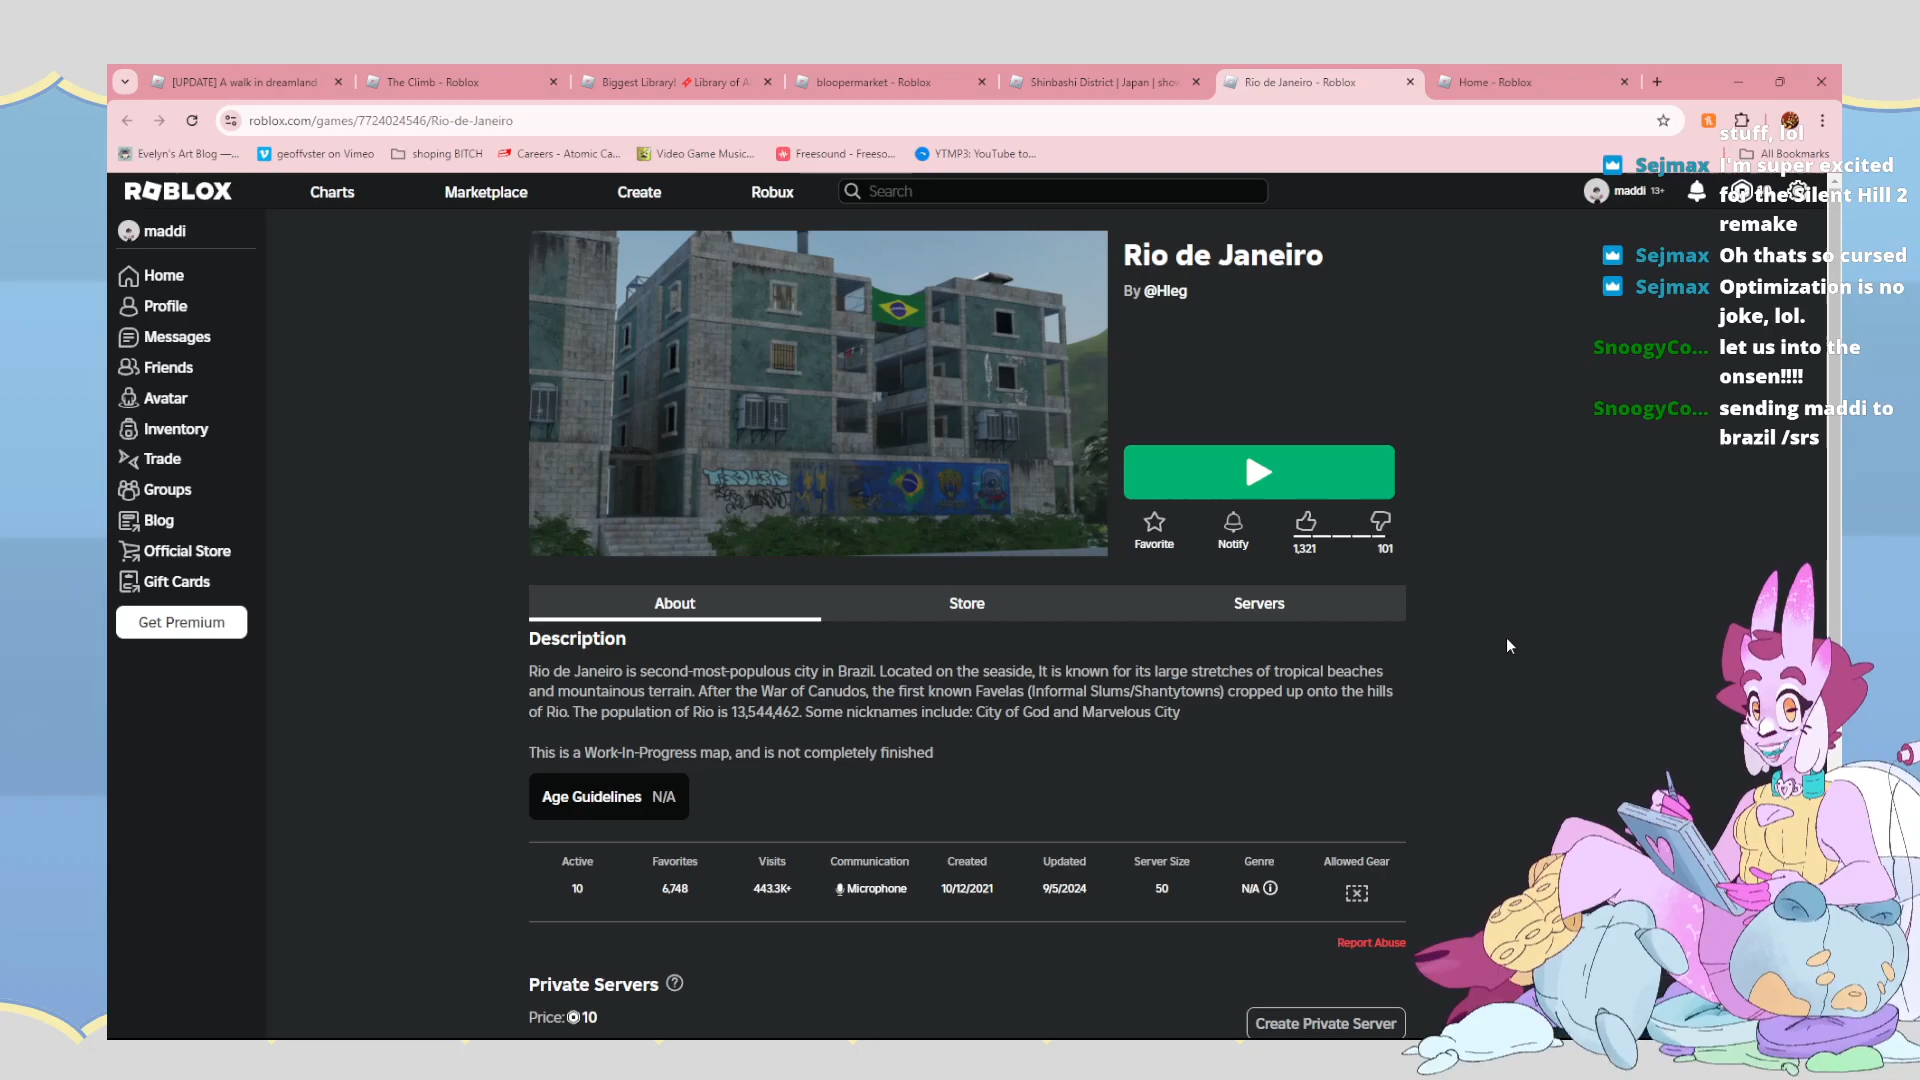 [UPDATE] A walk in dreamland
The Climb - Roblox
Biggest Library! Library of A
bloopermarket - Roblox
Shinbashi District | Japan | show
Rio de Janeiro - Roblox
Home - Roblox
roblox.com/games/7724024546/Rio-de-Janeiro
Evelyn's Art Blog —...
geoffvster on Vimeo
shoping BITCH
Careers - Atomic Ca...
Video Game Music...
Freesound - Freeso...
YTMP3: YouTube to...
All Bookmarks
ROBLOX
Charts
Marketplace
Create
Robux
Search
maddi 13+
maddi
Home
Profile
Messages
Friends
Avatar
Inventory
Trade
Groups
Blog
Official Store
Gift Cards
Get Premium
Rio de Janeiro
By @Hleg
Favorite
Notify
1,321
101
About
Store
Servers
Description
Rio de Janeiro is second-most-populous city in Brazil. Located on the seaside, It is known for its large stretches of tropical beaches
and mountainous terrain. After the War of Canudos, the first known Favelas (Informal Slums/Shantytowns) cropped up onto the hills
of Rio. The population of Rio is 13,544,462. Some nicknames include: City of God and Marvelous City
This is a Work-In-Progress map, and is not completely finished
Age Guidelines N/A
Active Favorites Visits Communication Created Updated Server Size Genre Allowed Gear
10 6,748 443.3K+ Microphone 10/12/2021 9/5/2024 50 N/A
Report Abuse
Private Servers
Price: 10
Create Private Server
stuff, lol
Sejmax I'm super excited
for the Silent Hill 2
remake
Sejmax Oh thats so cursed
Sejmax Optimization is no
joke, lol.
SnoogyCo... let us into the
onsen!!!!
SnoogyCo... sending maddi to
brazil /srs